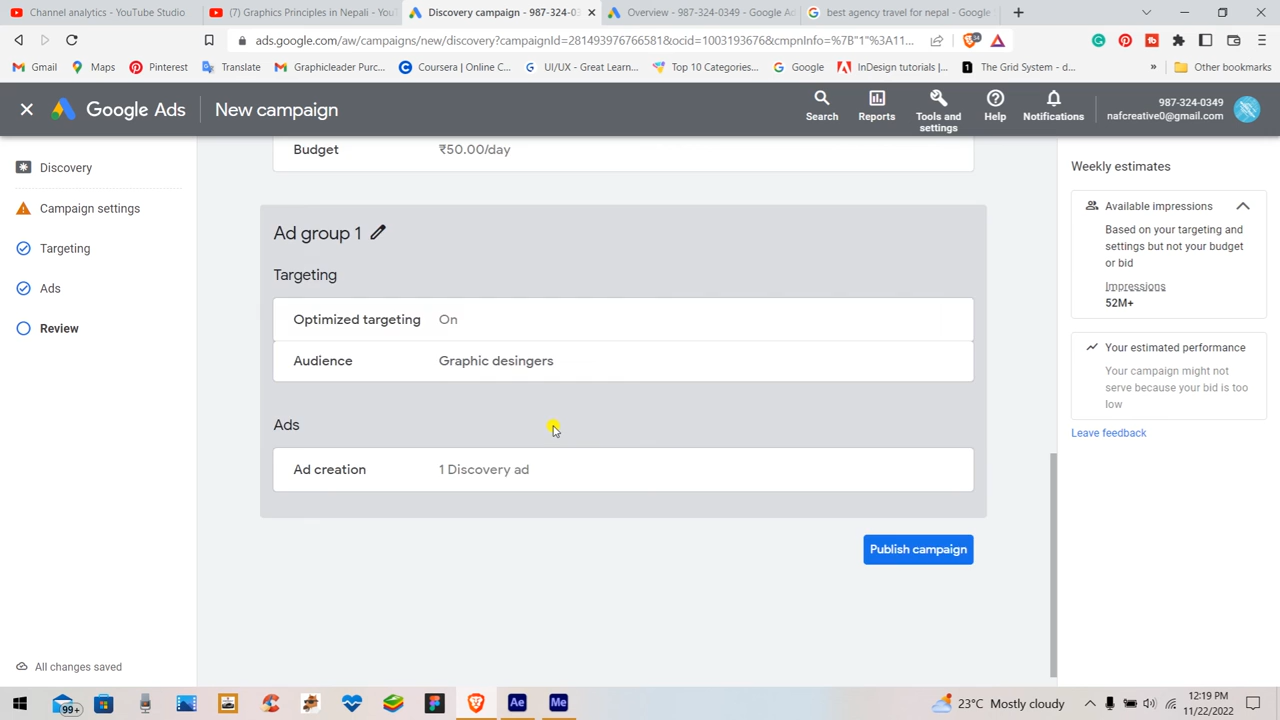 Channel analytics - YouTube Studio
(7) Graphics Principles in Nepali - You
Discovery campaign - 987-324-03
Overview - 987-324-0349 - Google Ad
best agency travel for nepal - Google
ads.google.com/aw/campaigns/new/discovery?campaignId=281493976766581&ocid=1003193676&cmpnInfo=%7B"1"%3A11...
Gmail
Maps
Pinterest
Translate
Graphicleader Purc...
Coursera | Online C...
UI/UX - Great Learn...
Top 10 Categories...
Google
InDesign tutorials |...
The Grid System - d...
Other bookmarks
Google Ads
New campaign
Search
Reports
Tools and
settings
Help
Notifications
987-324-0349
nafcreative0@gmail.com
Discovery
Campaign settings
Targeting
Ads
Review
All changes saved
Budget ₹50.00/day
Ad group 1
Targeting
Optimized targeting On
Audience Graphic desingers
Ads
Ad creation 1 Discovery ad
Publish campaign
Weekly estimates
Available impressions
Based on your targeting and
settings but not your budget
or bid
Impressions
52M+
Your estimated performance
Your campaign might not
serve because your bid is too
low
Leave feedback
99+
Ae
Me
23°C Mostly cloudy
12:19 PM
11/22/2022